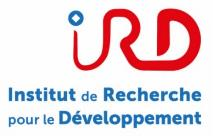 iRD
Institut de Recherche
pour le Développement